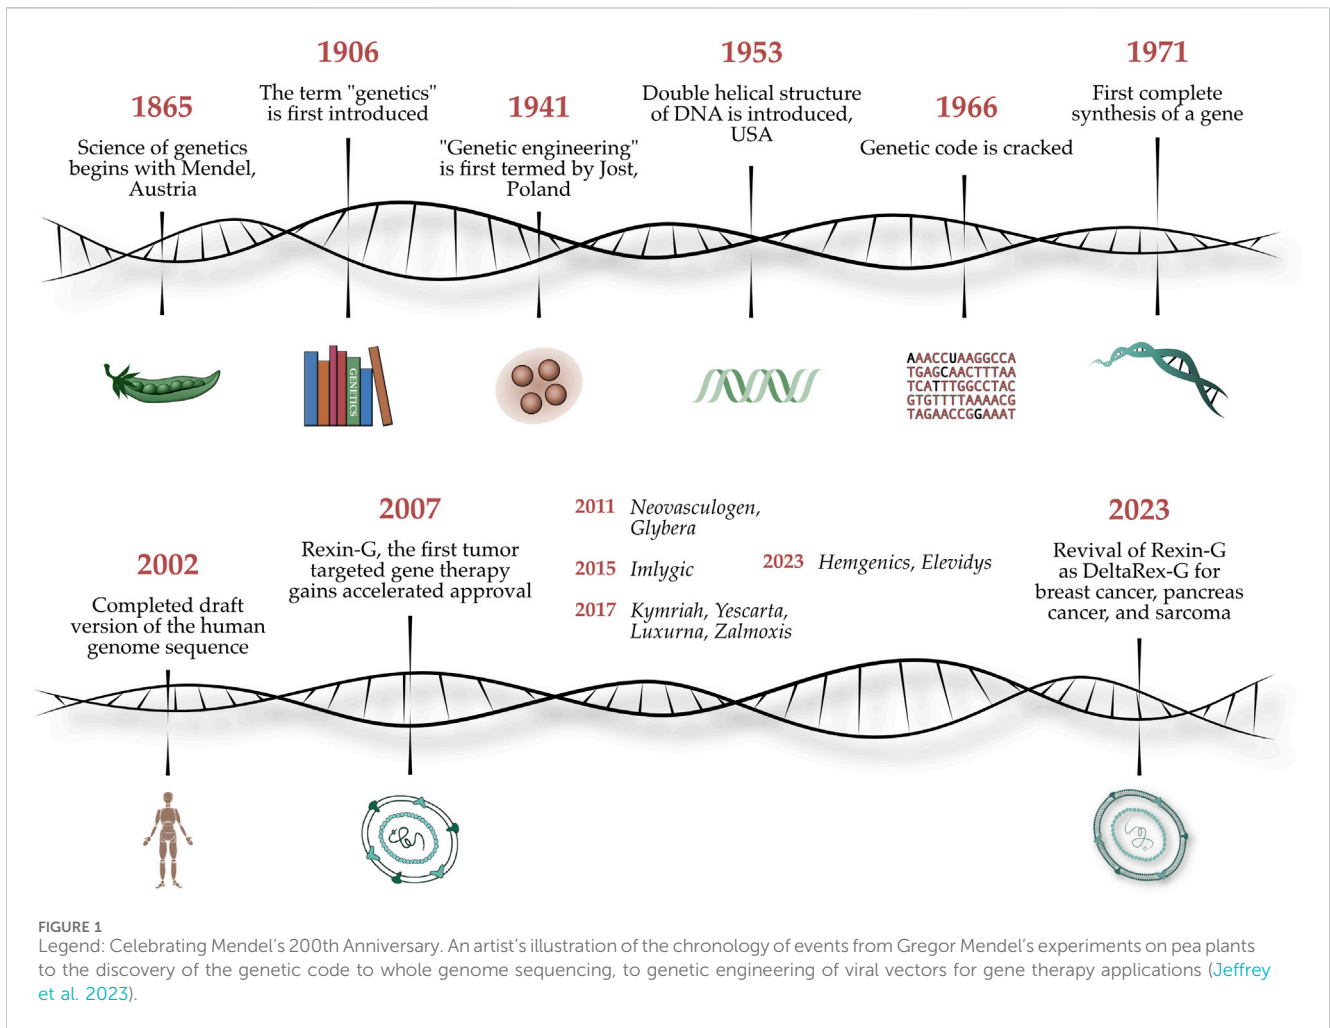 1865
Science of genetics
begins with Mendel,
Austria
1906
The term "genetics"
is first introduced
1941
"Genetic engineering"
is first termed by Jost,
Poland
1953
Double helical structure
of DNA is introduced,
USA
1966
Genetic code is cracked
1971
First complete
synthesis of a gene
GENETICS
AAACCUAAGGCCA
TGAGCAACTTTAA
TCATTTGGCCTAC
GTGTTTTAAAACG
TAGAACCGGAAAT
2002
Completed draft
version of the human
genome sequence
2007
Rexin-G, the first tumor
targeted gene therapy
gains accelerated approval
2011 Neovasculogen,
Glybera
2015 Imlygic
2017 Kymriah, Yescarta,
Luxurna, Zalmoxis
2023 Hemgenics, Elevidys
2023
Revival of Rexin-G
as DeltaRex-G for
breast cancer, pancreas
cancer, and sarcoma
FIGURE 1
Legend: Celebrating Mendel's 200th Anniversary. An artist's illustration of the chronology of events from Gregor Mendel's experiments on pea plants
to the discovery of the genetic code to whole genome sequencing, to genetic engineering of viral vectors for gene therapy applications (Jeffrey
et al. 2023).